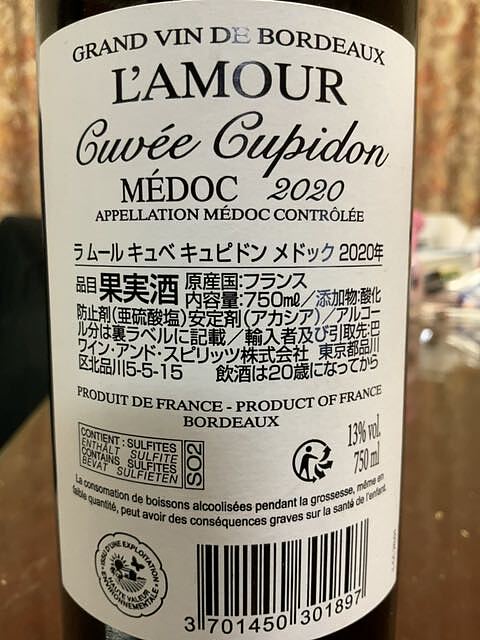 GRAND VIN DE BORDEAUX
L'AMOUR
Cuvée Cupidon
MÉDOC 2020
APPELLATION MÉDOC CONTRÔLÉE
ラ ムール キュベ キュピドン メドック 2020年
品目 果実酒 原産国:フランス
内容量:750ml/添加物:酸化
防止剤(亜硫酸塩)安定剤(アカシア)/アルコー
ル分は裏ラベルに記載/輸入者及び引取先:巴
ワイン・アンド・スピリッツ株式会社 東京都品川
区北品川5-5-15 飲酒は20歳になってから
PRODUIT DE FRANCE - PRODUCT OF FRANCE
BORDEAUX
CONTIENT : SULFITES
ENTHÄLT SULFITE
CONTAINS SULFITES
BEVAT SULFIETEN
SO2
13% vol.
750 ml
La consomation de boissons alcoolisées pendant la grossesse, même en
faible quantité, peut avoir des conséquences graves sur la santé de l'enfant.
ISSU D'UNE EXPLOITATION
HAUTE VALEUR
ENVIRONNEMENTALE
3 701450 301897